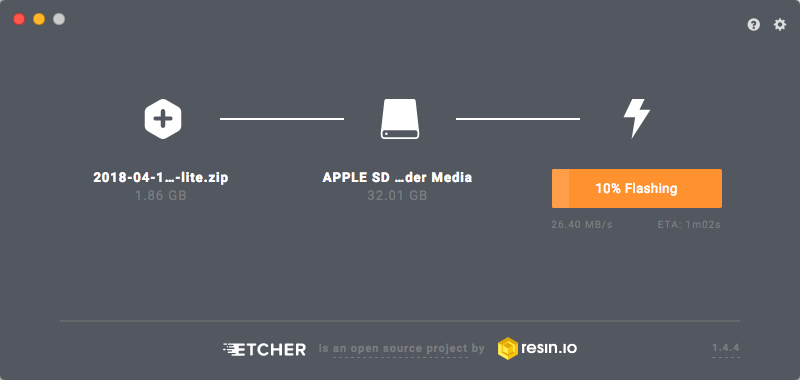 2018-04-1...-lite.zip
1.86 GB
APPLE SD ...der Media
32.01 GB
10% Flashing
26.40 MB/s ETA: 1m02s
ETCHER is an open source project by resin.io 1.4.4